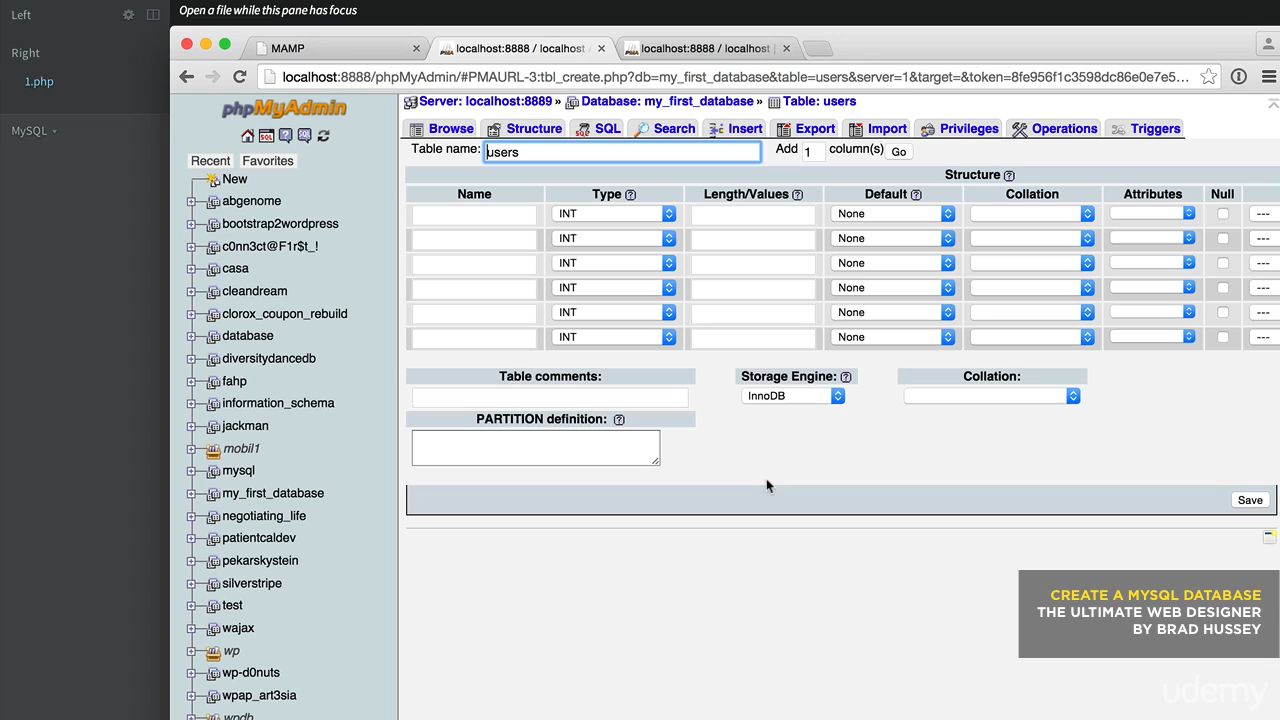 Left
Open a file while this pane has focus
Right
1.php
MySQL
MAMP
localhost:8888 / localhost
localhost:8888 / localhost
localhost:8888/phpMyAdmin/#PMAURL-3:tbl_create.php?db=my_first_database&table=users&server=1&target=&token=8fe956f1c3598dc86e0e7e5...
phpMyAdmin
Recent Favorites
New
abgenome
bootstrap2wordpress
c0nn3ct@F1r$t_!
casa
cleandream
clorox_coupon_rebuild
database
diversitydancedb
fahp
information_schema
jackman
mobil1
mysql
my_first_database
negotiating_life
patientcaldev
pekarskystein
silverstripe
test
wajax
wp
wp-d0nuts
wpap_art3sia
wpdb
Server: localhost:8889 » Database: my_first_database » Table: users
Browse Structure SQL Search Insert Export Import Privileges Operations Triggers
Table name: users Add 1 column(s) Go
Structure
Name Type Length/Values Default Collation Attributes Null
INT None ---
INT None ---
INT None ---
INT None ---
INT None ---
INT None ---
Table comments: Storage Engine: Collation:
InnoDB
PARTITION definition:
Save
CREATE A MYSQL DATABASE
THE ULTIMATE WEB DESIGNER
BY BRAD HUSSEY
udemy